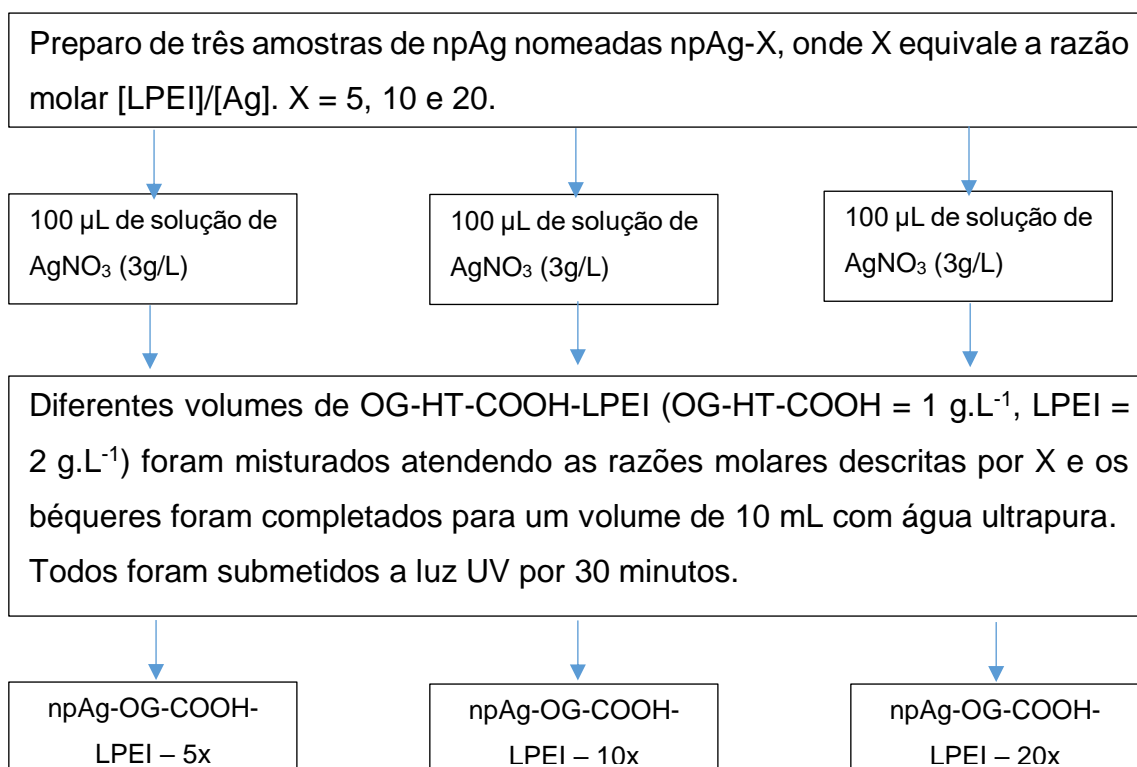 Preparo de três amostras de npAg nomeadas npAg-X, onde X equivale a razão
molar [LPEI]/[Ag]. X = 5, 10 e 20.
100 µL de solução de
AgNO₃ (3g/L)
100 µL de solução de
AgNO₃ (3g/L)
100 µL de solução de
AgNO₃ (3g/L)
Diferentes volumes de OG-HT-COOH-LPEI (OG-HT-COOH = 1 g.L⁻¹, LPEI =
2 g.L⁻¹) foram misturados atendendo as razões molares descritas por X e os
béqueres foram completados para um volume de 10 mL com água ultrapura.
Todos foram submetidos a luz UV por 30 minutos.
npAg-OG-COOH-
LPEI – 5x
npAg-OG-COOH-
LPEI – 10x
npAg-OG-COOH-
LPEI – 20x